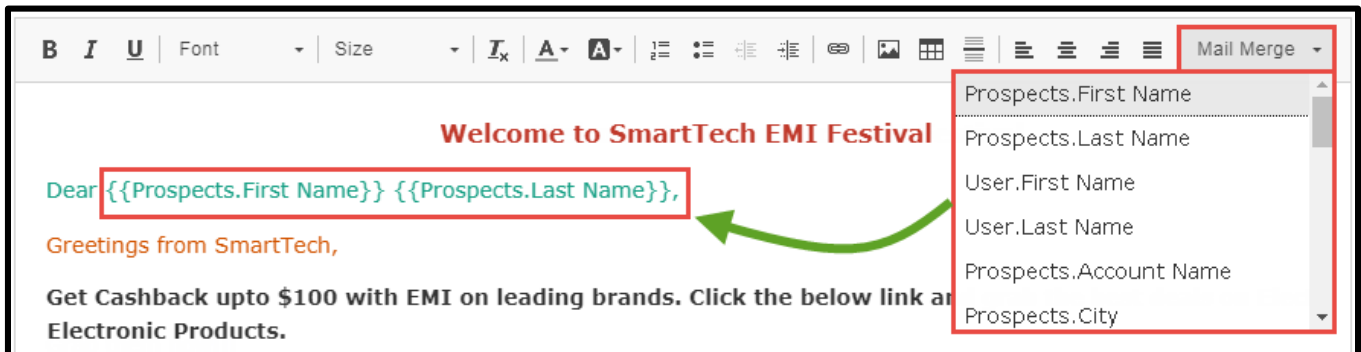 B I U Font Size Ix A A Mail Merge
Prospects.First Name
Welcome to SmartTech EMI Festival
Prospects.Last Name
Dear {{Prospects.First Name}} {{Prospects.Last Name}},
User.First Name
User.Last Name
Greetings from SmartTech,
Prospects.Account Name
Get Cashback upto $100 with EMI on leading brands. Click the below link
Prospects.City
Electronic Products.